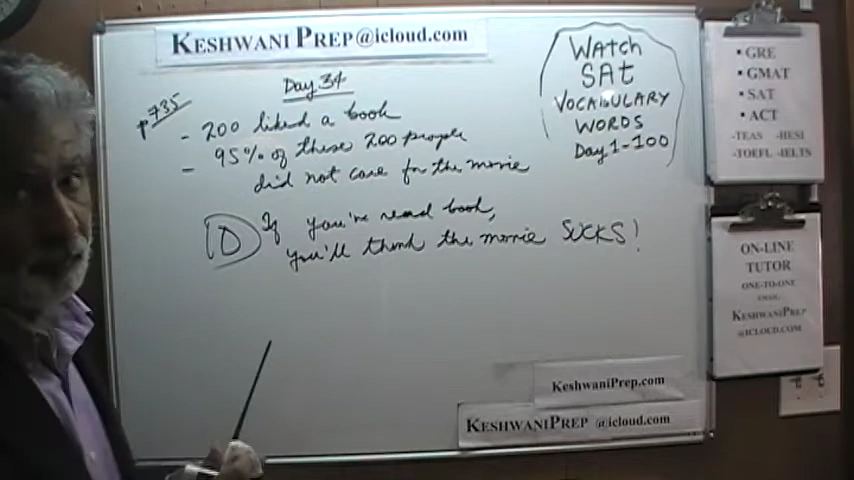 KESHWANI PREP@icloud.com
Day 34
p735
- 200 liked a book
- 95% of these 200 people
did not care for the movie
D If you've read book,
you'll think the movie SUCKS!
WATCH
SAT
VOCABULARY
WORDS
Day 1-100
• GRE
• GMAT
• SAT
• ACT
-TEAS -HESI
-TOEFL -IELTS
ON-LINE
TUTOR
ONE-TO-ONE
EMAIL
KESHWANIPREP
@ICLOUD.COM
KESHWANIPREP.com
KESHWANIPREP @icloud.com